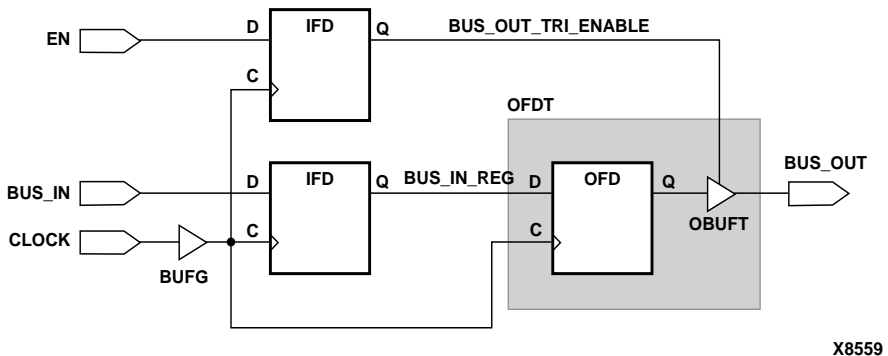 EN
D
IFD
Q
BUS_OUT_TRI_ENABLE
C
OFDT
BUS_IN
D
IFD
Q
BUS_IN_REG
D
OFD
Q
BUS_OUT
OBUFT
CLOCK
BUFG
C
C
X8559